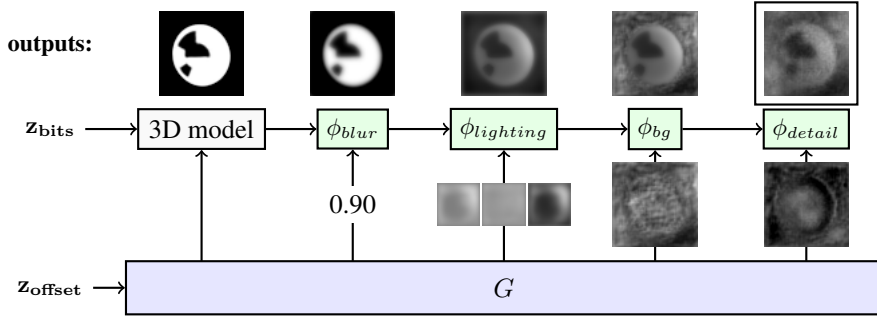 outputs:
z_bits 3D model ϕ_blur ϕ_lighting ϕ_bg ϕ_detail
0.90
z_offset G